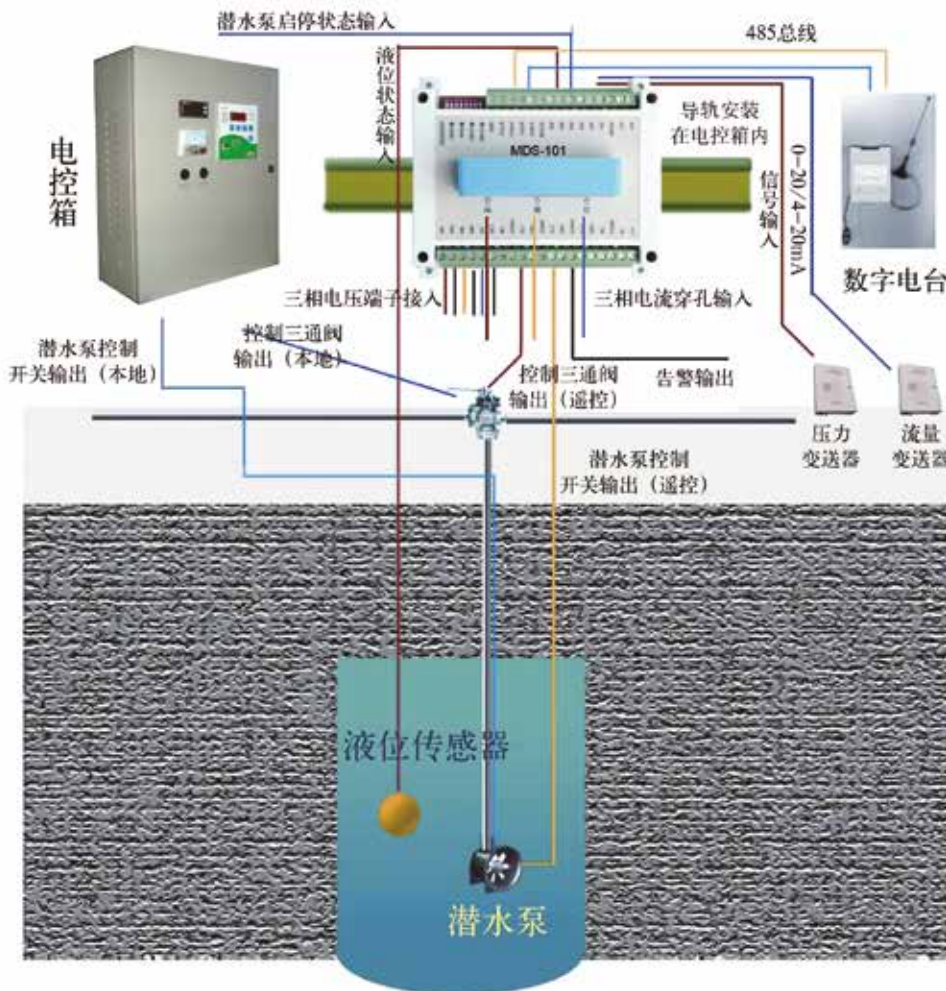 潜水泵启停状态输入
485总线
液位状态输入
导轨安装
在电控箱内
电控箱
MDS-101
信号输入
0-20/4-20mA
数字电台
三相电压端子接入
三相电流穿孔输入
潜水泵控制
开关输出（本地）
控制三通阀
输出（本地）
控制三通阀
输出（遥控）
告警输出
压力
变送器
流量
变送器
潜水泵控制
开关输出（遥控）
液位传感器
潜水泵